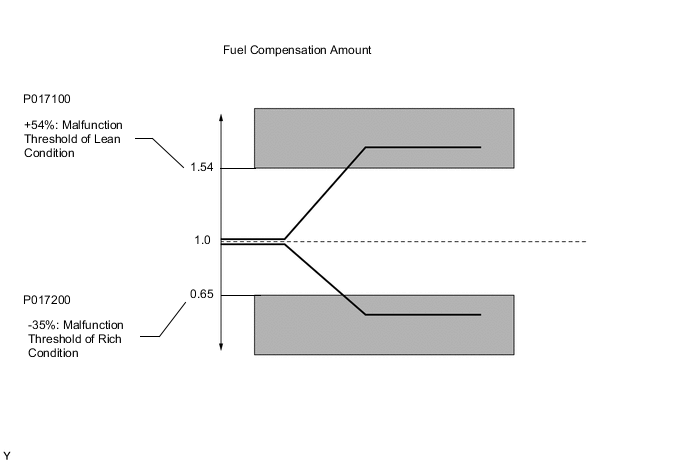 Fuel Compensation Amount
P017100
+54%: Malfunction
Threshold of Lean
Condition
1.54
1.0
0.65
P017200
-35%: Malfunction
Threshold of Rich
Condition
Y